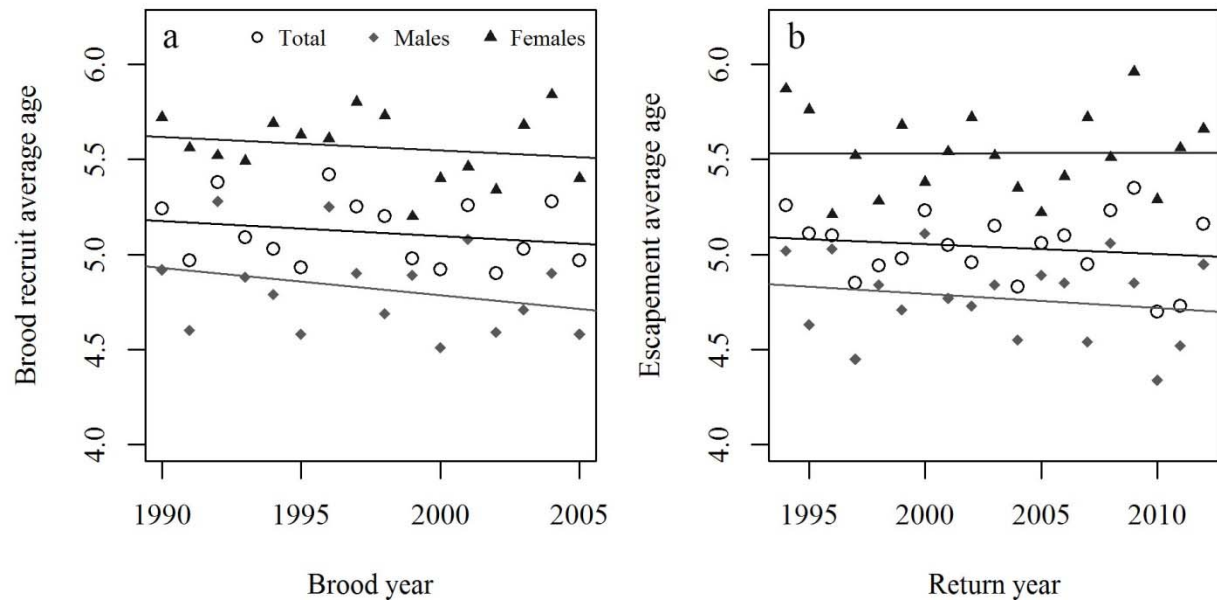 a
Total
Males
Females
Brood recruit average age
6.0
5.5
5.0
4.5
4.0
1990
1995
2000
2005
Brood year
b
Escapement average age
6.0
5.5
5.0
4.5
4.0
1995
2000
2005
2010
Return year